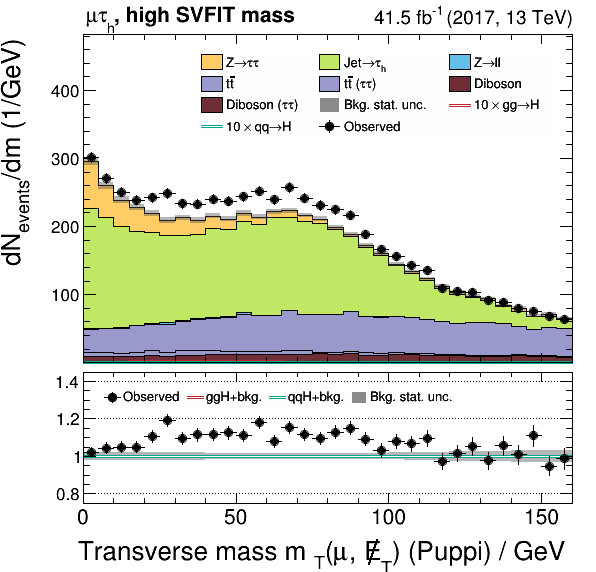 μτh, high SVFIT mass 41.5 fb⁻¹ (2017, 13 TeV)
dNevents/dm (1/GeV)
400
300
200
100
Z→ττ Jet→τh Z→ll
tt̄ tt̄ (ττ) Diboson
Diboson (ττ) Bkg. stat. unc. 10 × gg→H
10 × qq→H Observed
1.4
1.2
1
0.8
Observed ggH+bkg. qqH+bkg. Bkg. stat. unc.
0 50 100 150
Transverse mass m T(μ, E̸T) (Puppi) / GeV